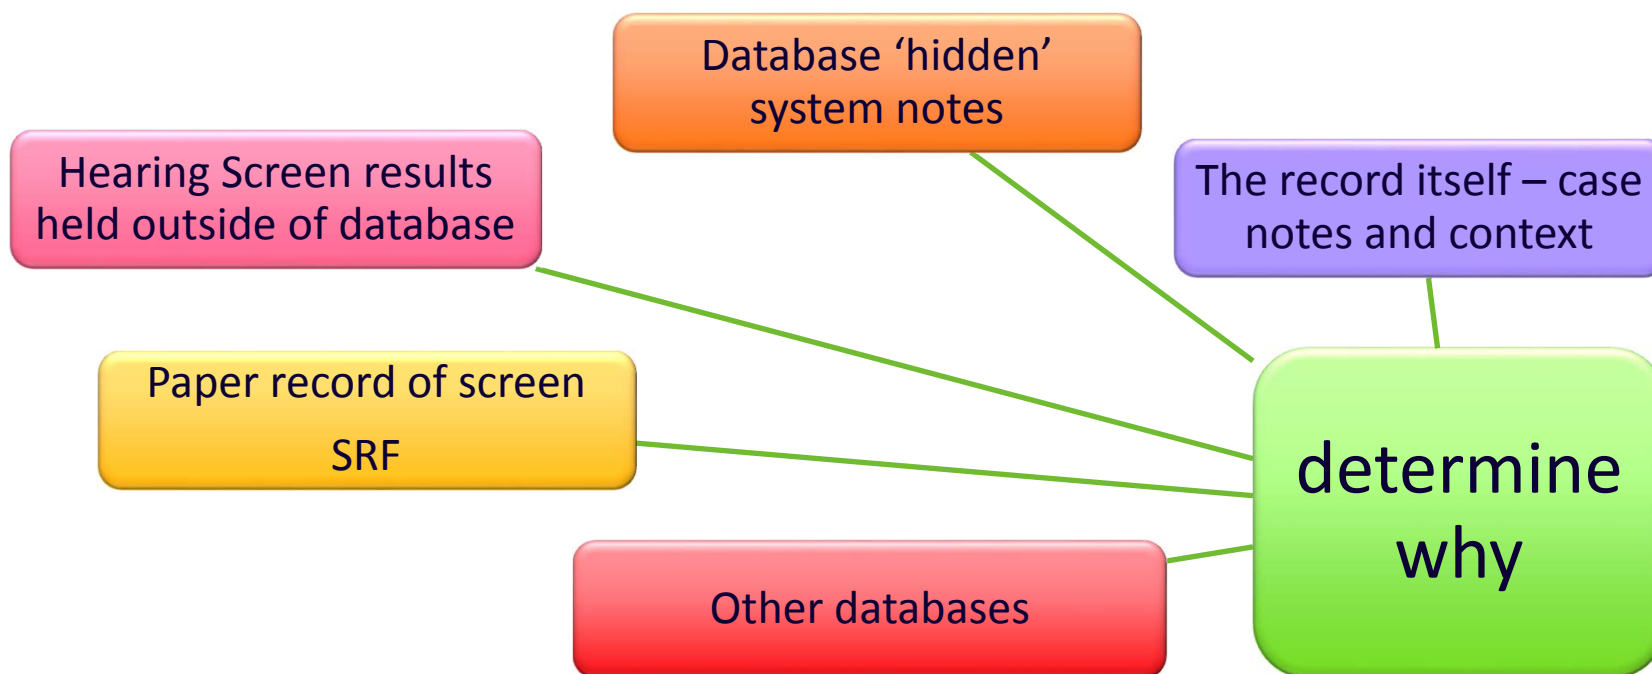 Database ‘hidden’
system notes
Hearing Screen results
held outside of database
The record itself – case
notes and context
Paper record of screen
SRF
determine
why
Other databases